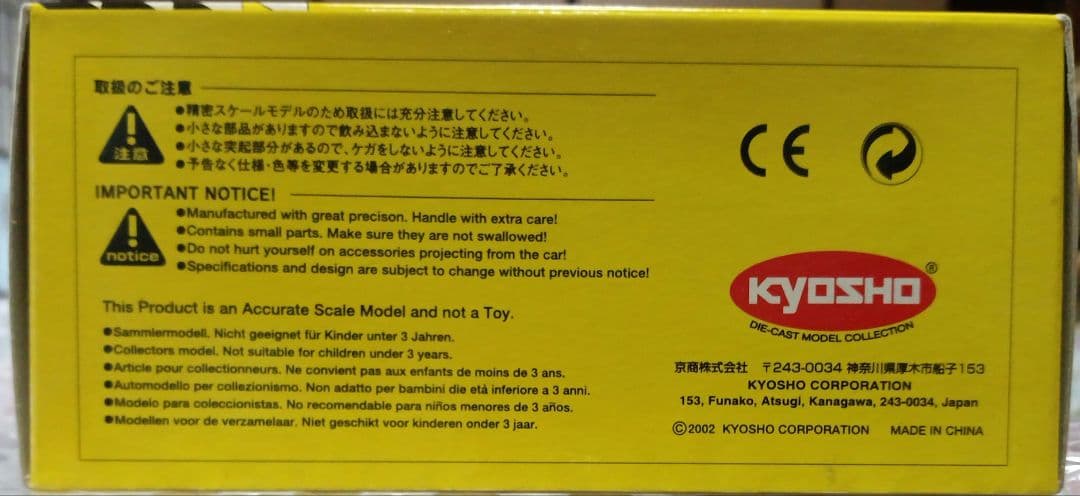 取扱のご注意
注意
●精密スケールモデルのため取扱には充分注意してください。
●小さな部品がありますので飲み込まないように注意してください。
●小さな突起部分があるので、ケガをしないように注意してください。
●予告なく仕様・色等を変更する場合がありますのでご了承ください。
IMPORTANT NOTICE!
notice
●Manufactured with great precison. Handle with extra care!
●Contains small parts. Make sure they are not swallowed!
●Do not hurt yourself on accessories projecting from the car!
●Specifications and design are subject to change without previous notice!
This Product is an Accurate Scale Model and not a Toy.
●Sammlermodell. Nicht geeignet für Kinder unter 3 Jahren.
●Collectors model. Not suitable for children under 3 years.
●Article pour collectionneurs. Ne convient pas aux enfants de moins de 3 ans.
●Automodello per collezionismo. Non adatto per bambini die età inferiore a 3 anni.
●Modelo para coleccionistas. No recomendable para niños menores de 3 años.
●Modellen voor de verzamelaar. Niet geschikt voor kinderen onder 3 jaar.
CE
KYOSHO®
DIE-CAST MODEL COLLECTION
京商株式会社 〒243-0034 神奈川県厚木市船子153
KYOSHO CORPORATION
153, Funako, Atsugi, Kanagawa, 243-0034, Japan
©2002 KYOSHO CORPORATION MADE IN CHINA